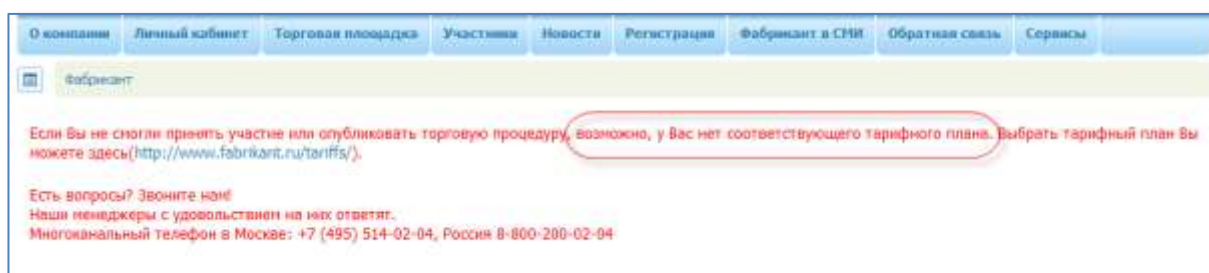 О компании Личный кабинет Торговая площадка Участники Новости Регистрация Фабрикант в СМИ Обратная связь Сервисы
Фабрикант
Если Вы не смогли принять участие или опубликовать торговую процедуру, возможно, у Вас нет соответствующего тарифного плана. Выбрать тарифный план Вы
можете здесь(http://www.fabrikant.ru/tariffs/).
Есть вопросы? Звоните нам!
Наши менеджеры с удовольствием на них ответят.
Многоканальный телефон в Москве: +7 (495) 514-02-04, Россия 8-800-200-02-04